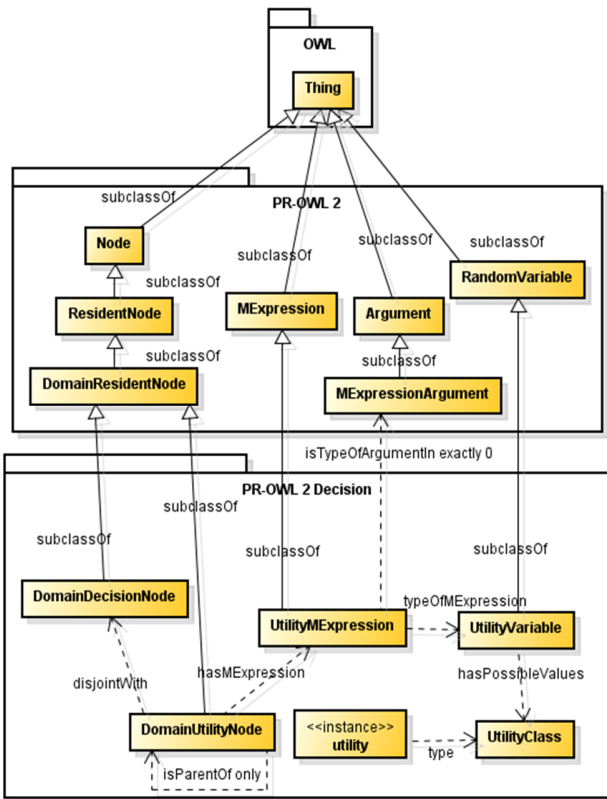 OWL
Thing
subclassOf
PR-OWL 2
Node
subclassOf
subclassOf
subclassOf
subclassOf
RandomVariable
ResidentNode
MExpression
Argument
subclassOf
subclassOf
DomainResidentNode
MExpressionArgument
isTypeOfArgumentIn exactly 0
PR-OWL 2 Decision
subclassOf
subclassOf
subclassOf
subclassOf
DomainDecisionNode
typeOfMExpression
UtilityMExpression
UtilityVariable
hasMExpression
hasPossibleValues
disjointWith
DomainUtilityNode
<<instance>>
utility
UtilityClass
type
isParentOf only